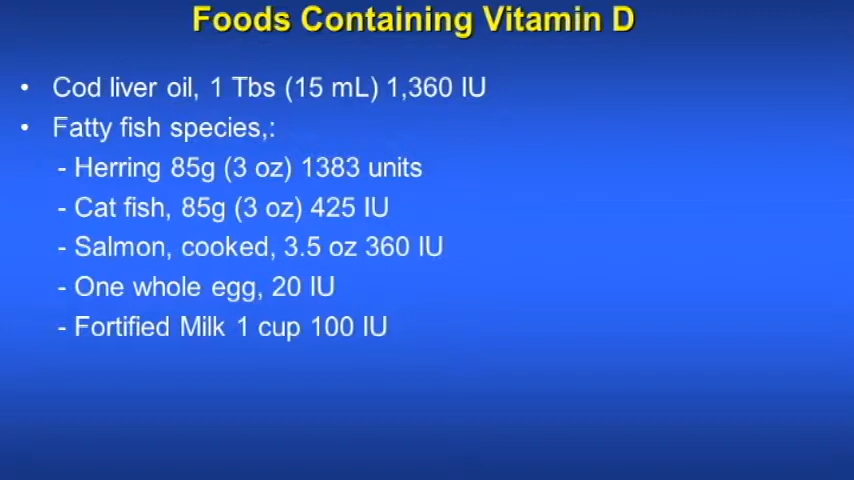 Foods Containing Vitamin D
• Cod liver oil, 1 Tbs (15 mL) 1,360 IU
• Fatty fish species,:
- Herring 85g (3 oz) 1383 units
- Cat fish, 85g (3 oz) 425 IU
- Salmon, cooked, 3.5 oz 360 IU
- One whole egg, 20 IU
- Fortified Milk 1 cup 100 IU